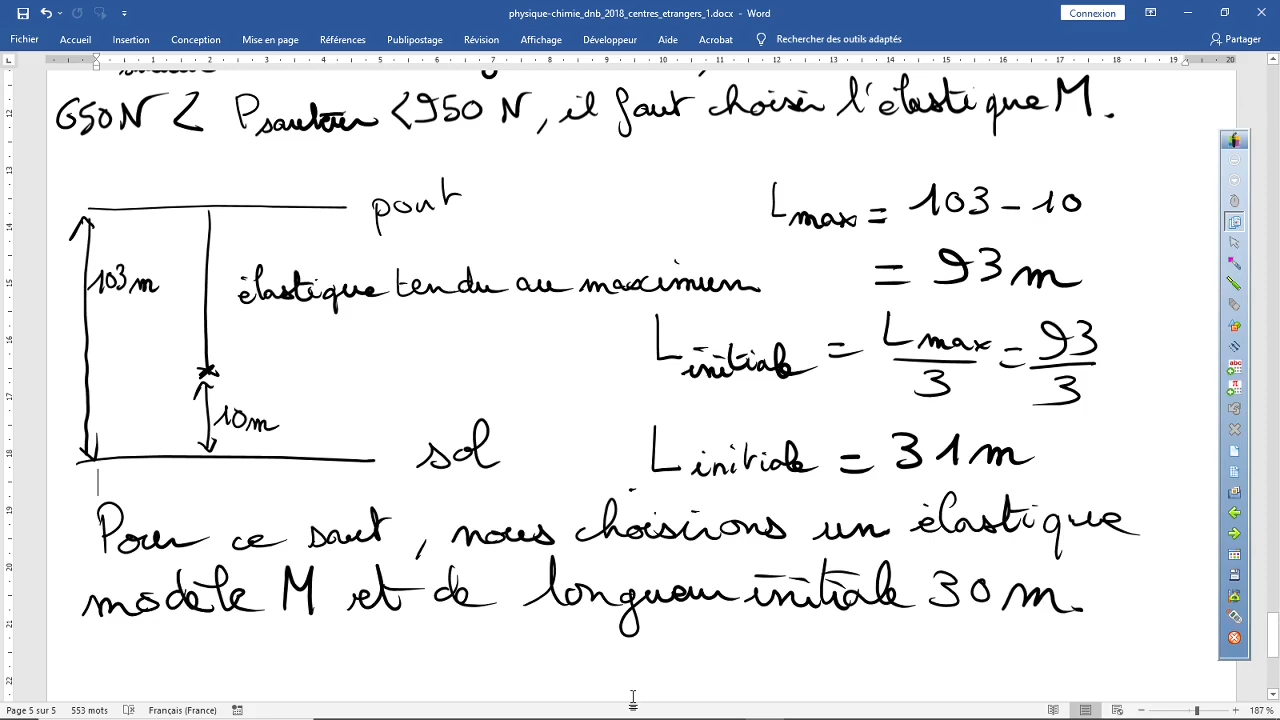 physique-chimie_dnb_2018_centres_etrangers_1.docx - Word
Connexion
Fichier Accueil Insertion Conception Mise en page Références Publipostage Révision Affichage Développeur Aide Acrobat Rechercher des outils adaptés Partager
650N < Psauteur < 950 N, il faut choisir l'élastique M.
pont
103 m
élastique tendu au maximum
10m
sol
Lmax = 103 - 10
= 93 m
Linitiale = Lmax/3 = 93/3
Linitiale = 31 m
Pour ce saut, nous choisirons un élastique
modèle M et de longueur initiale 30 m.
Page 5 sur 5 553 mots Français (France) 187 %